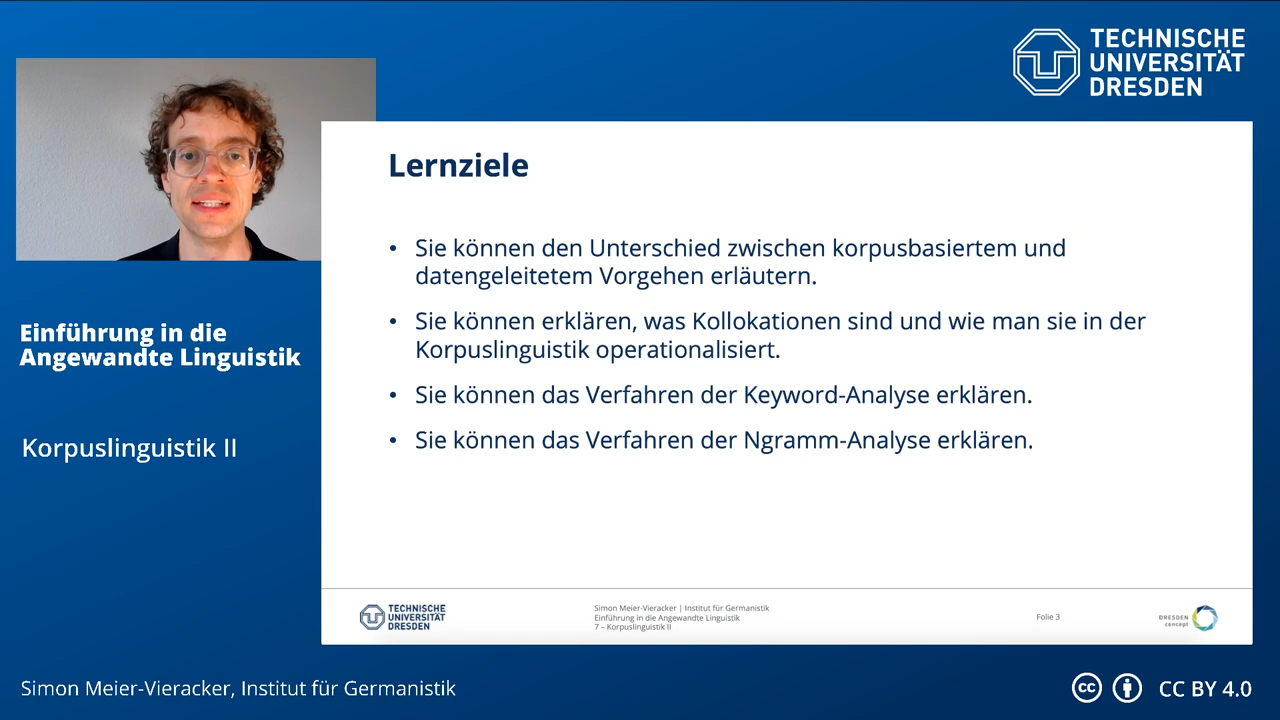 TECHNISCHE
UNIVERSITÄT
DRESDEN
Einführung in die
Angewandte Linguistik
Korpuslinguistik II
Lernziele
• Sie können den Unterschied zwischen korpusbasiertem und
datengeleitetem Vorgehen erläutern.
• Sie können erklären, was Kollokationen sind und wie man sie in der
Korpuslinguistik operationalisiert.
• Sie können das Verfahren der Keyword-Analyse erklären.
• Sie können das Verfahren der Ngramm-Analyse erklären.
TECHNISCHE
UNIVERSITÄT
DRESDEN
Simon Meier-Vieracker | Institut für Germanistik
Einführung in die Angewandte Linguistik
7 – Korpuslinguistik II
Folie 3
DRESDEN
concept
Simon Meier-Vieracker, Institut für Germanistik
cc
CC BY 4.0